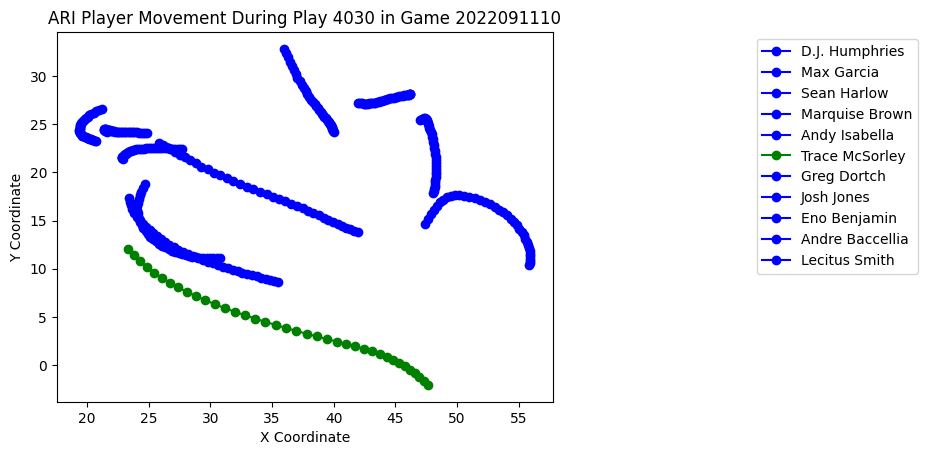 ARI Player Movement During Play 4030 in Game 2022091110
30
25
20
15
10
5
0
Y Coordinate
20 25 30 35 40 45 50 55
X Coordinate
D.J. Humphries
Max Garcia
Sean Harlow
Marquise Brown
Andy Isabella
Trace McSorley
Greg Dortch
Josh Jones
Eno Benjamin
Andre Baccellia
Lecitus Smith